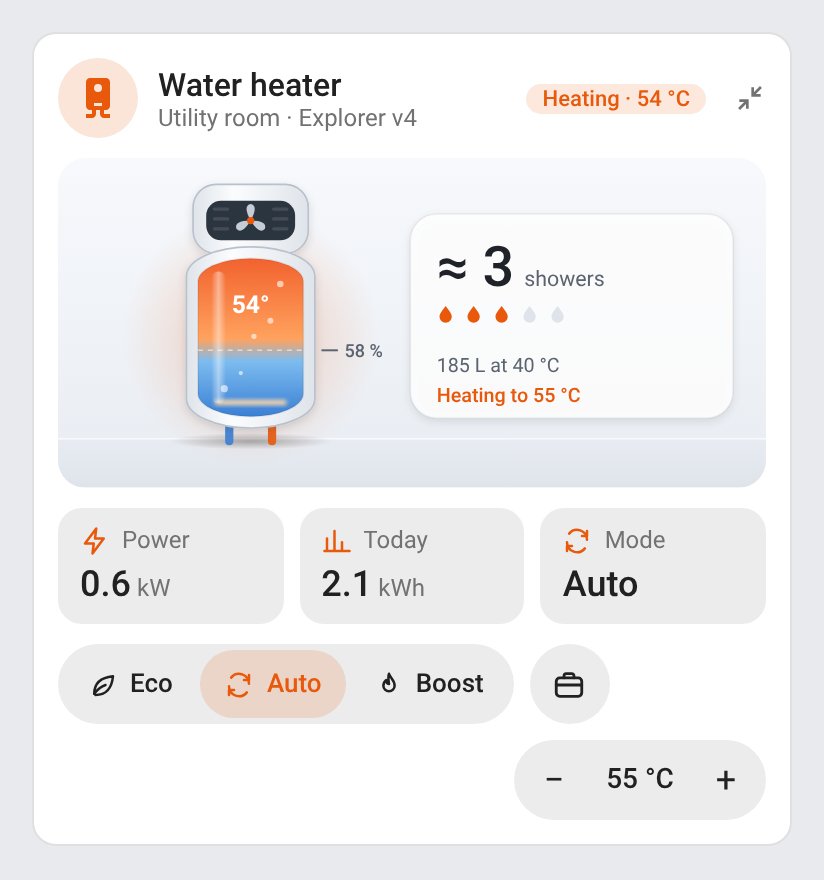 Water heater
Utility room · Explorer v4
Heating · 54 °C
54°
58 %
≈ 3 showers
185 L at 40 °C
Heating to 55 °C
Power
0.6 kW
Today
2.1 kWh
Mode
Auto
Eco
Auto
Boost
− 55 °C +